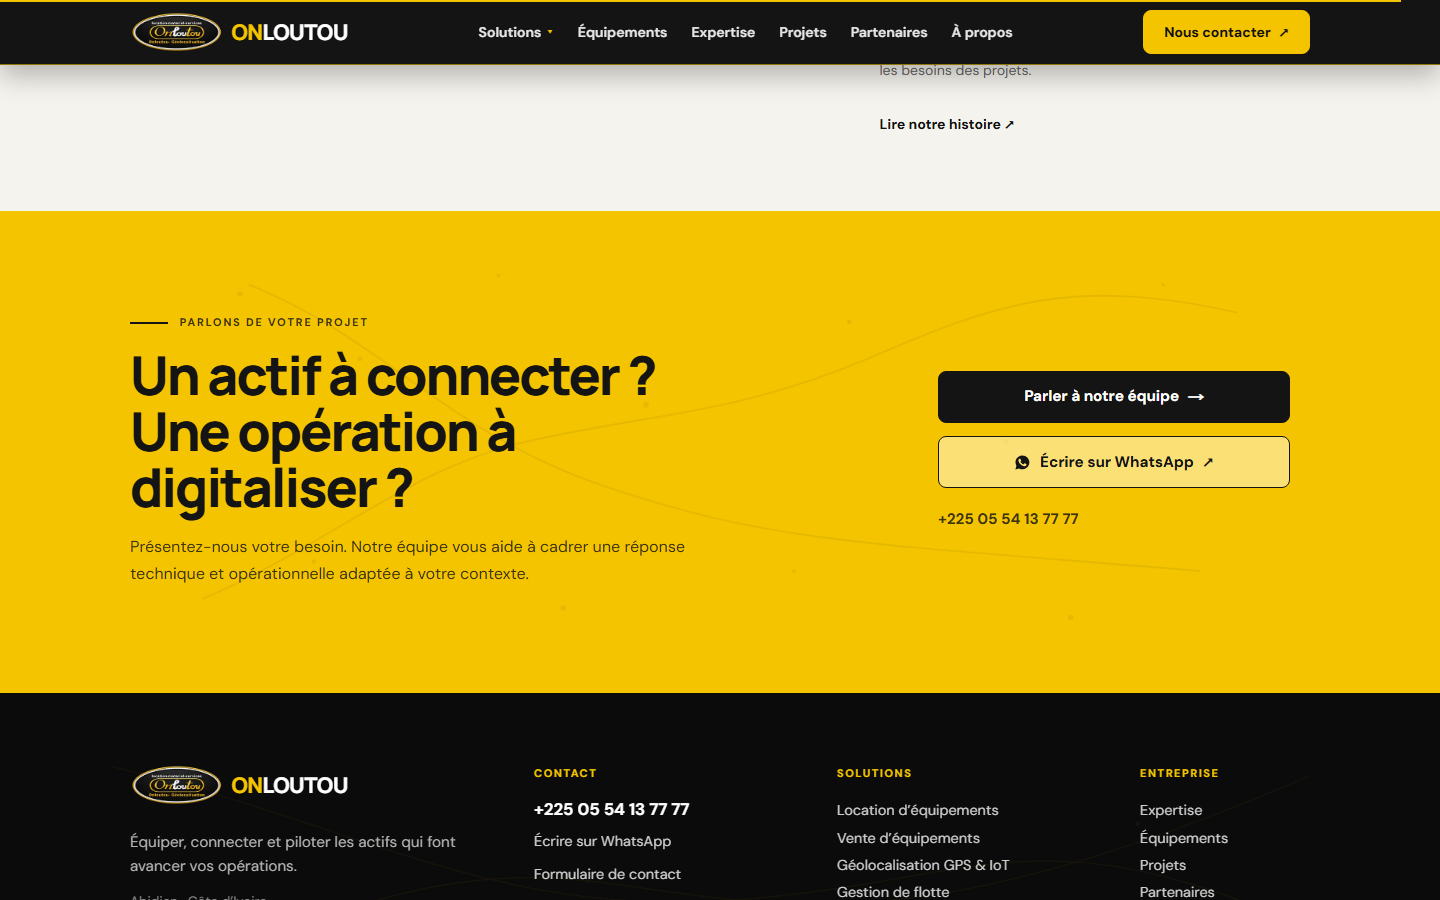 ONLOUTOU
Solutions
Équipements
Expertise
Projets
Partenaires
À propos
Nous contacter ↗
les besoins des projets.
Lire notre histoire ↗
PARLONS DE VOTRE PROJET
Un actif à connecter ?
Une opération à
digitaliser ?
Présentez-nous votre besoin. Notre équipe vous aide à cadrer une réponse
technique et opérationnelle adaptée à votre contexte.
Parler à notre équipe →
Écrire sur WhatsApp ↗
+225 05 54 13 77 77
ONLOUTOU
Équiper, connecter et piloter les actifs qui font
avancer vos opérations.
CONTACT
+225 05 54 13 77 77
Écrire sur WhatsApp
Formulaire de contact
SOLUTIONS
Location d’équipements
Vente d’équipements
Géolocalisation GPS & IoT
Gestion de flotte
ENTREPRISE
Expertise
Équipements
Projets
Partenaires